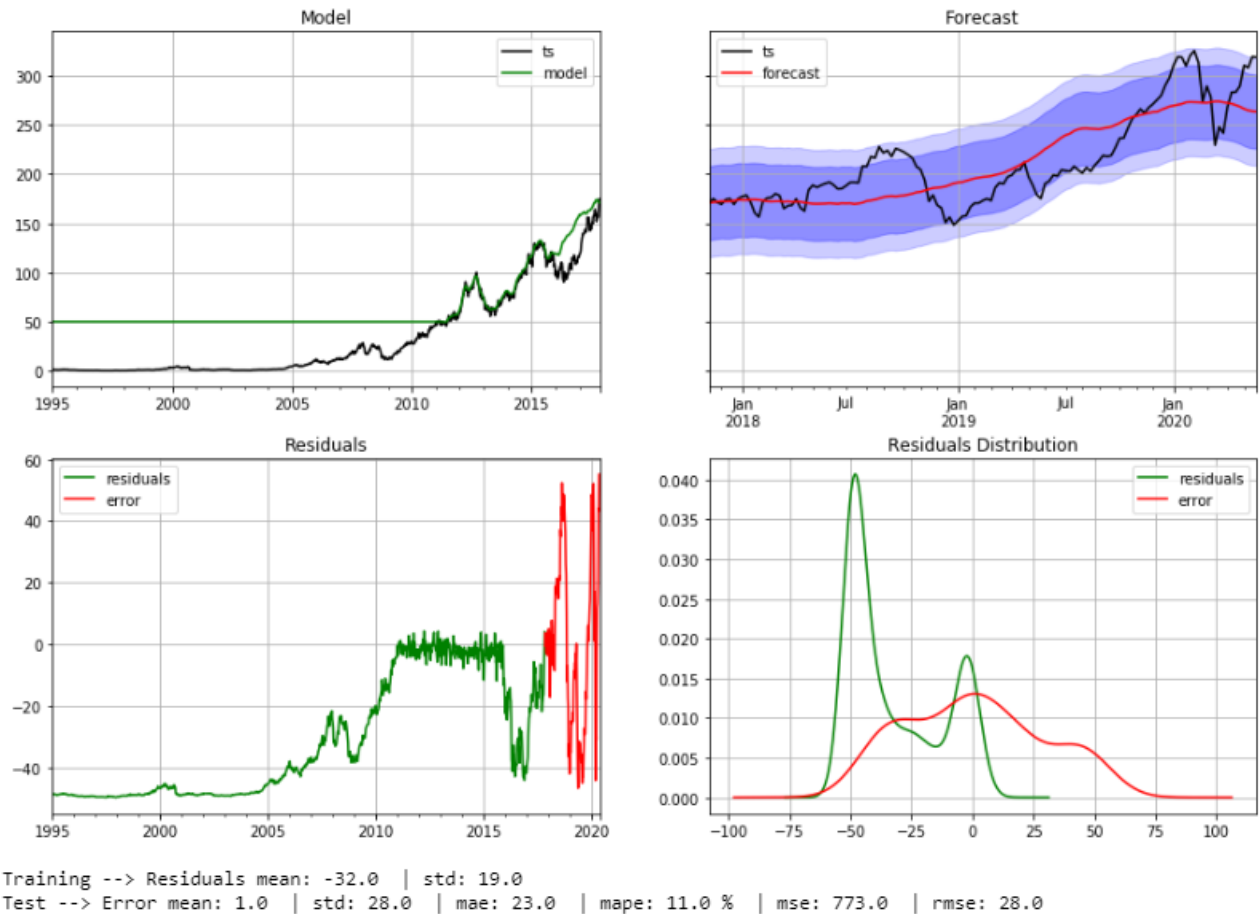 Model
ts
model
300
250
200
150
100
50
0
1995 2000 2005 2010 2015
Forecast
ts
forecast
Jan 2018 Jul Jan 2019 Jul Jan 2020
Residuals
residuals
error
60
40
20
0
−20
−40
1995 2000 2005 2010 2015 2020
Residuals Distribution
residuals
error
0.040
0.035
0.030
0.025
0.020
0.015
0.010
0.005
0.000
−100 −75 −50 −25 0 25 50 75 100
Training --> Residuals mean: -32.0 | std: 19.0
Test --> Error mean: 1.0 | std: 28.0 | mae: 23.0 | mape: 11.0 % | mse: 773.0 | rmse: 28.0